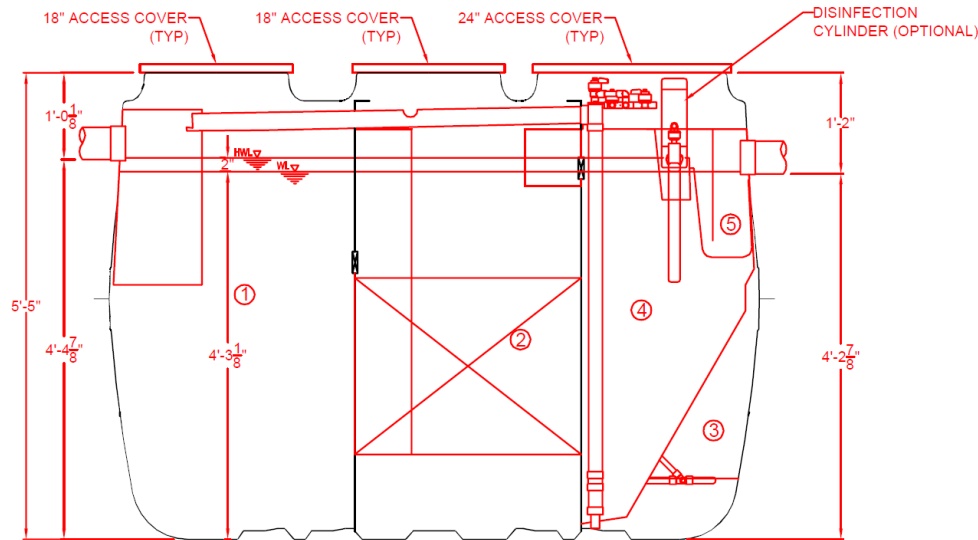 18" ACCESS COVER
(TYP)
18" ACCESS COVER
(TYP)
24" ACCESS COVER
(TYP)
DISINFECTION
CYLINDER (OPTIONAL)
1'-0 1/8"
1'-2"
HWL
2"
WL
5
1
4
5'-5"
2
4'-4 7/8"
4'-3 1/8"
4'-2 7/8"
3